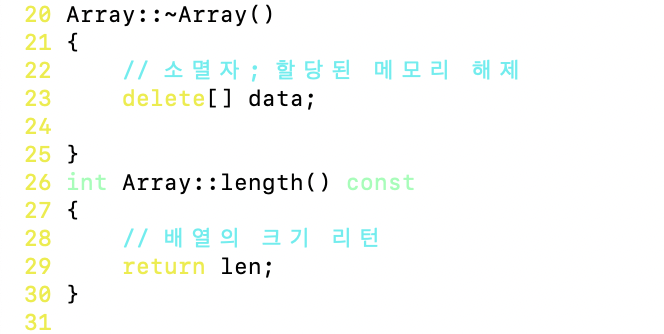 20 Array::~Array()
21 {
22     // 소멸자; 할당된 메모리 해제
23     delete[] data;
24
25 }
26 int Array::length() const
27 {
28     // 배열의 크기 리턴
29     return len;
30 }
31